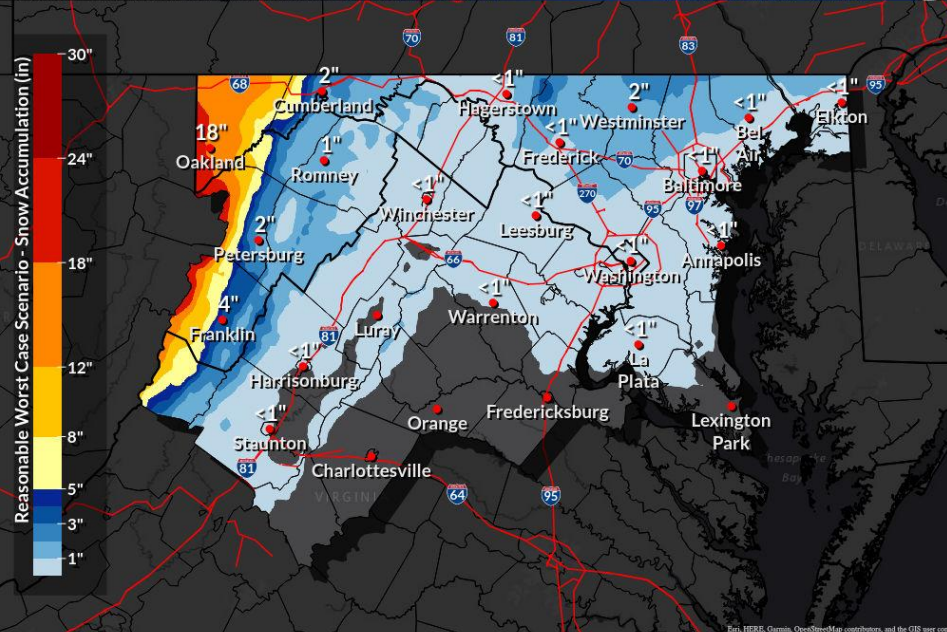 Reasonable Worst Case Scenario - Snow Accumulation (in)
30"
24"
18"
12"
8"
5"
3"
1"
70
81
83
68
95
2"
Cumberland
<1"
Hagerstown
2"
Westminster
<1"
Bel
Air
<1"
Elkton
18"
Oakland
1"
Romney
<1"
Frederick
70
<1"
Baltimore
270
95
97
<1"
Winchester
<1"
Leesburg
2"
Petersburg
66
<1"
Washington
<1"
Annapolis
DELAWARE
4"
Franklin
81
Luray
<1"
Warrenton
<1"
La
Plata
<1"
Harrisonburg
Orange
Fredericksburg
Lexington
Park
<1"
Staunton
81
Charlottesville
VIRGINI
64
95
hesapeake
Bay
Esri, HERE, Garmin, OpenStreetMap contributors, and the GIS user con